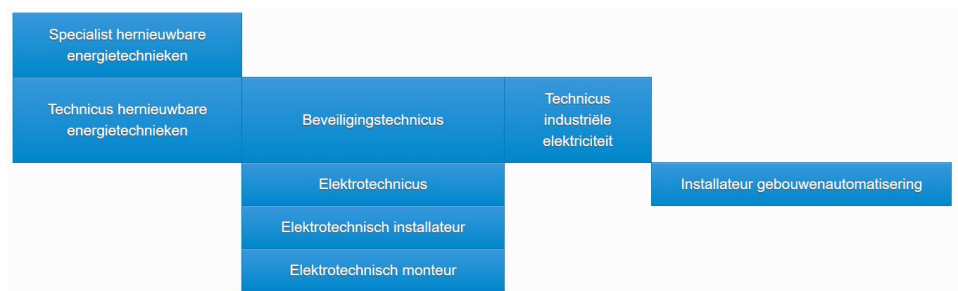 Specialist hernieuwbare
energietechnieken
Technicus hernieuwbare
energietechnieken
Beveiligingstechnicus
Technicus
industriële
elektriciteit
Elektrotechnicus
Installateur gebouwenautomatisering
Elektrotechnisch installateur
Elektrotechnisch monteur